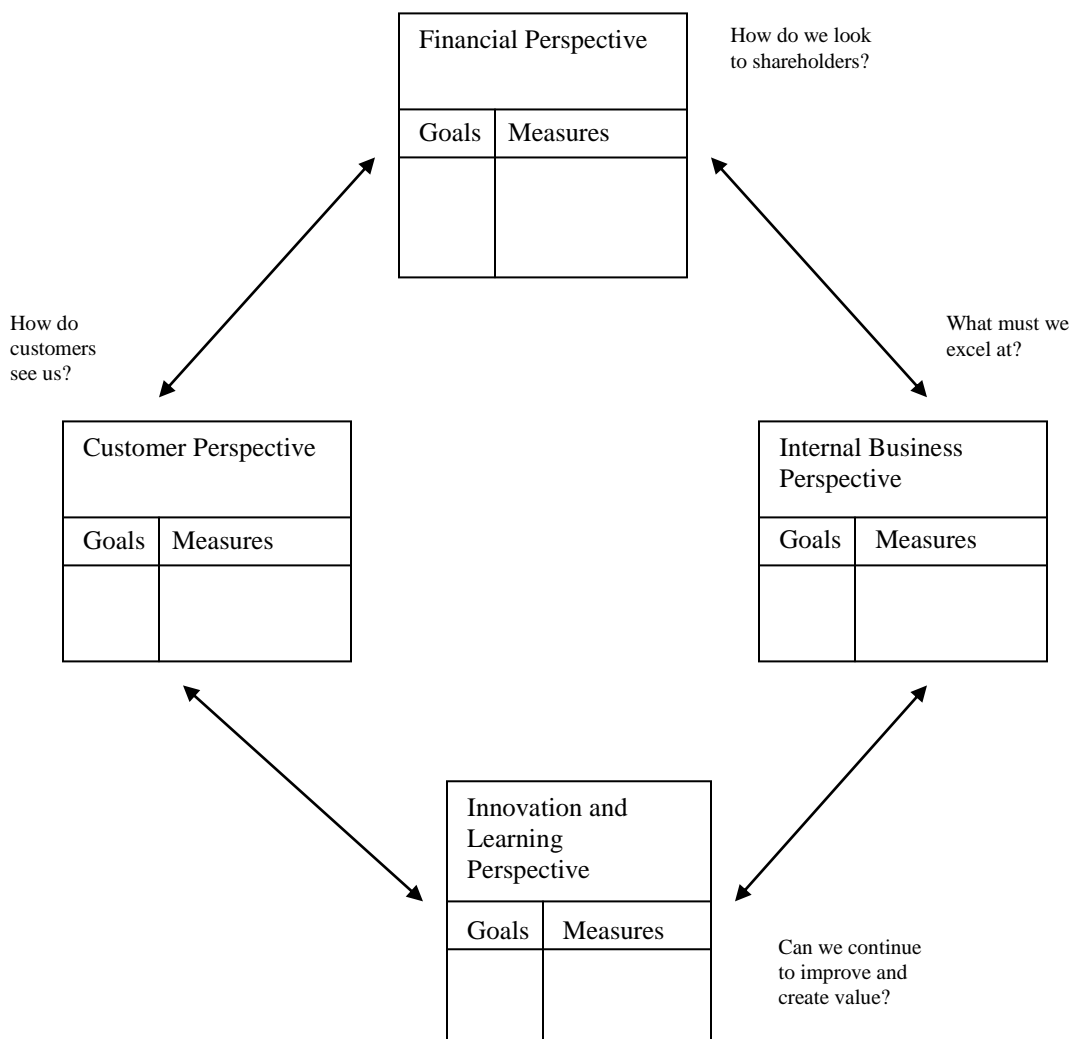 Financial Perspective
How do we look
to shareholders?
Goals
Measures
How do
customers
see us?
What must we
excel at?
Customer Perspective
Goals
Measures
Internal Business
Perspective
Goals
Measures
Innovation and
Learning
Perspective
Goals
Measures
Can we continue
to improve and
create value?